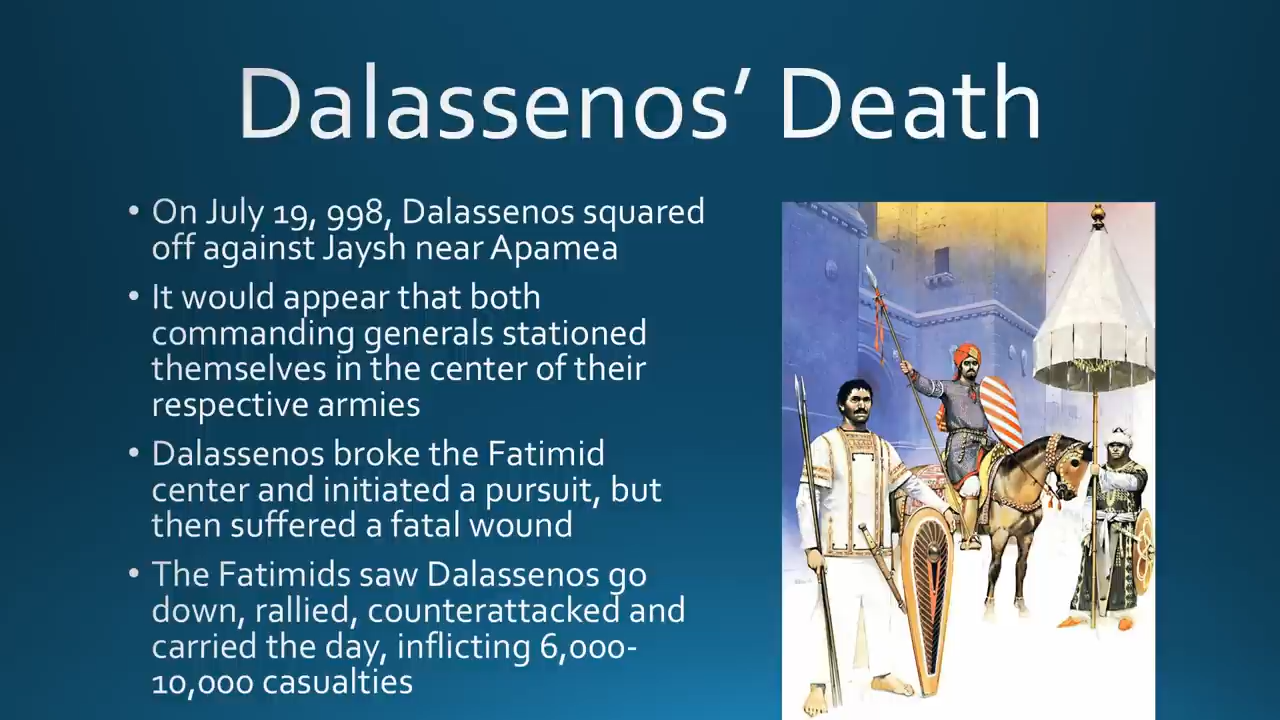 Dalassenos’ Death
• On July 19, 998, Dalassenos squared
off against Jaysh near Apamea
• It would appear that both
commanding generals stationed
themselves in the center of their
respective armies
• Dalassenos broke the Fatimid
center and initiated a pursuit, but
then suffered a fatal wound
• The Fatimids saw Dalassenos go
down, rallied, counterattacked and
carried the day, inflicting 6,000-
10,000 casualties